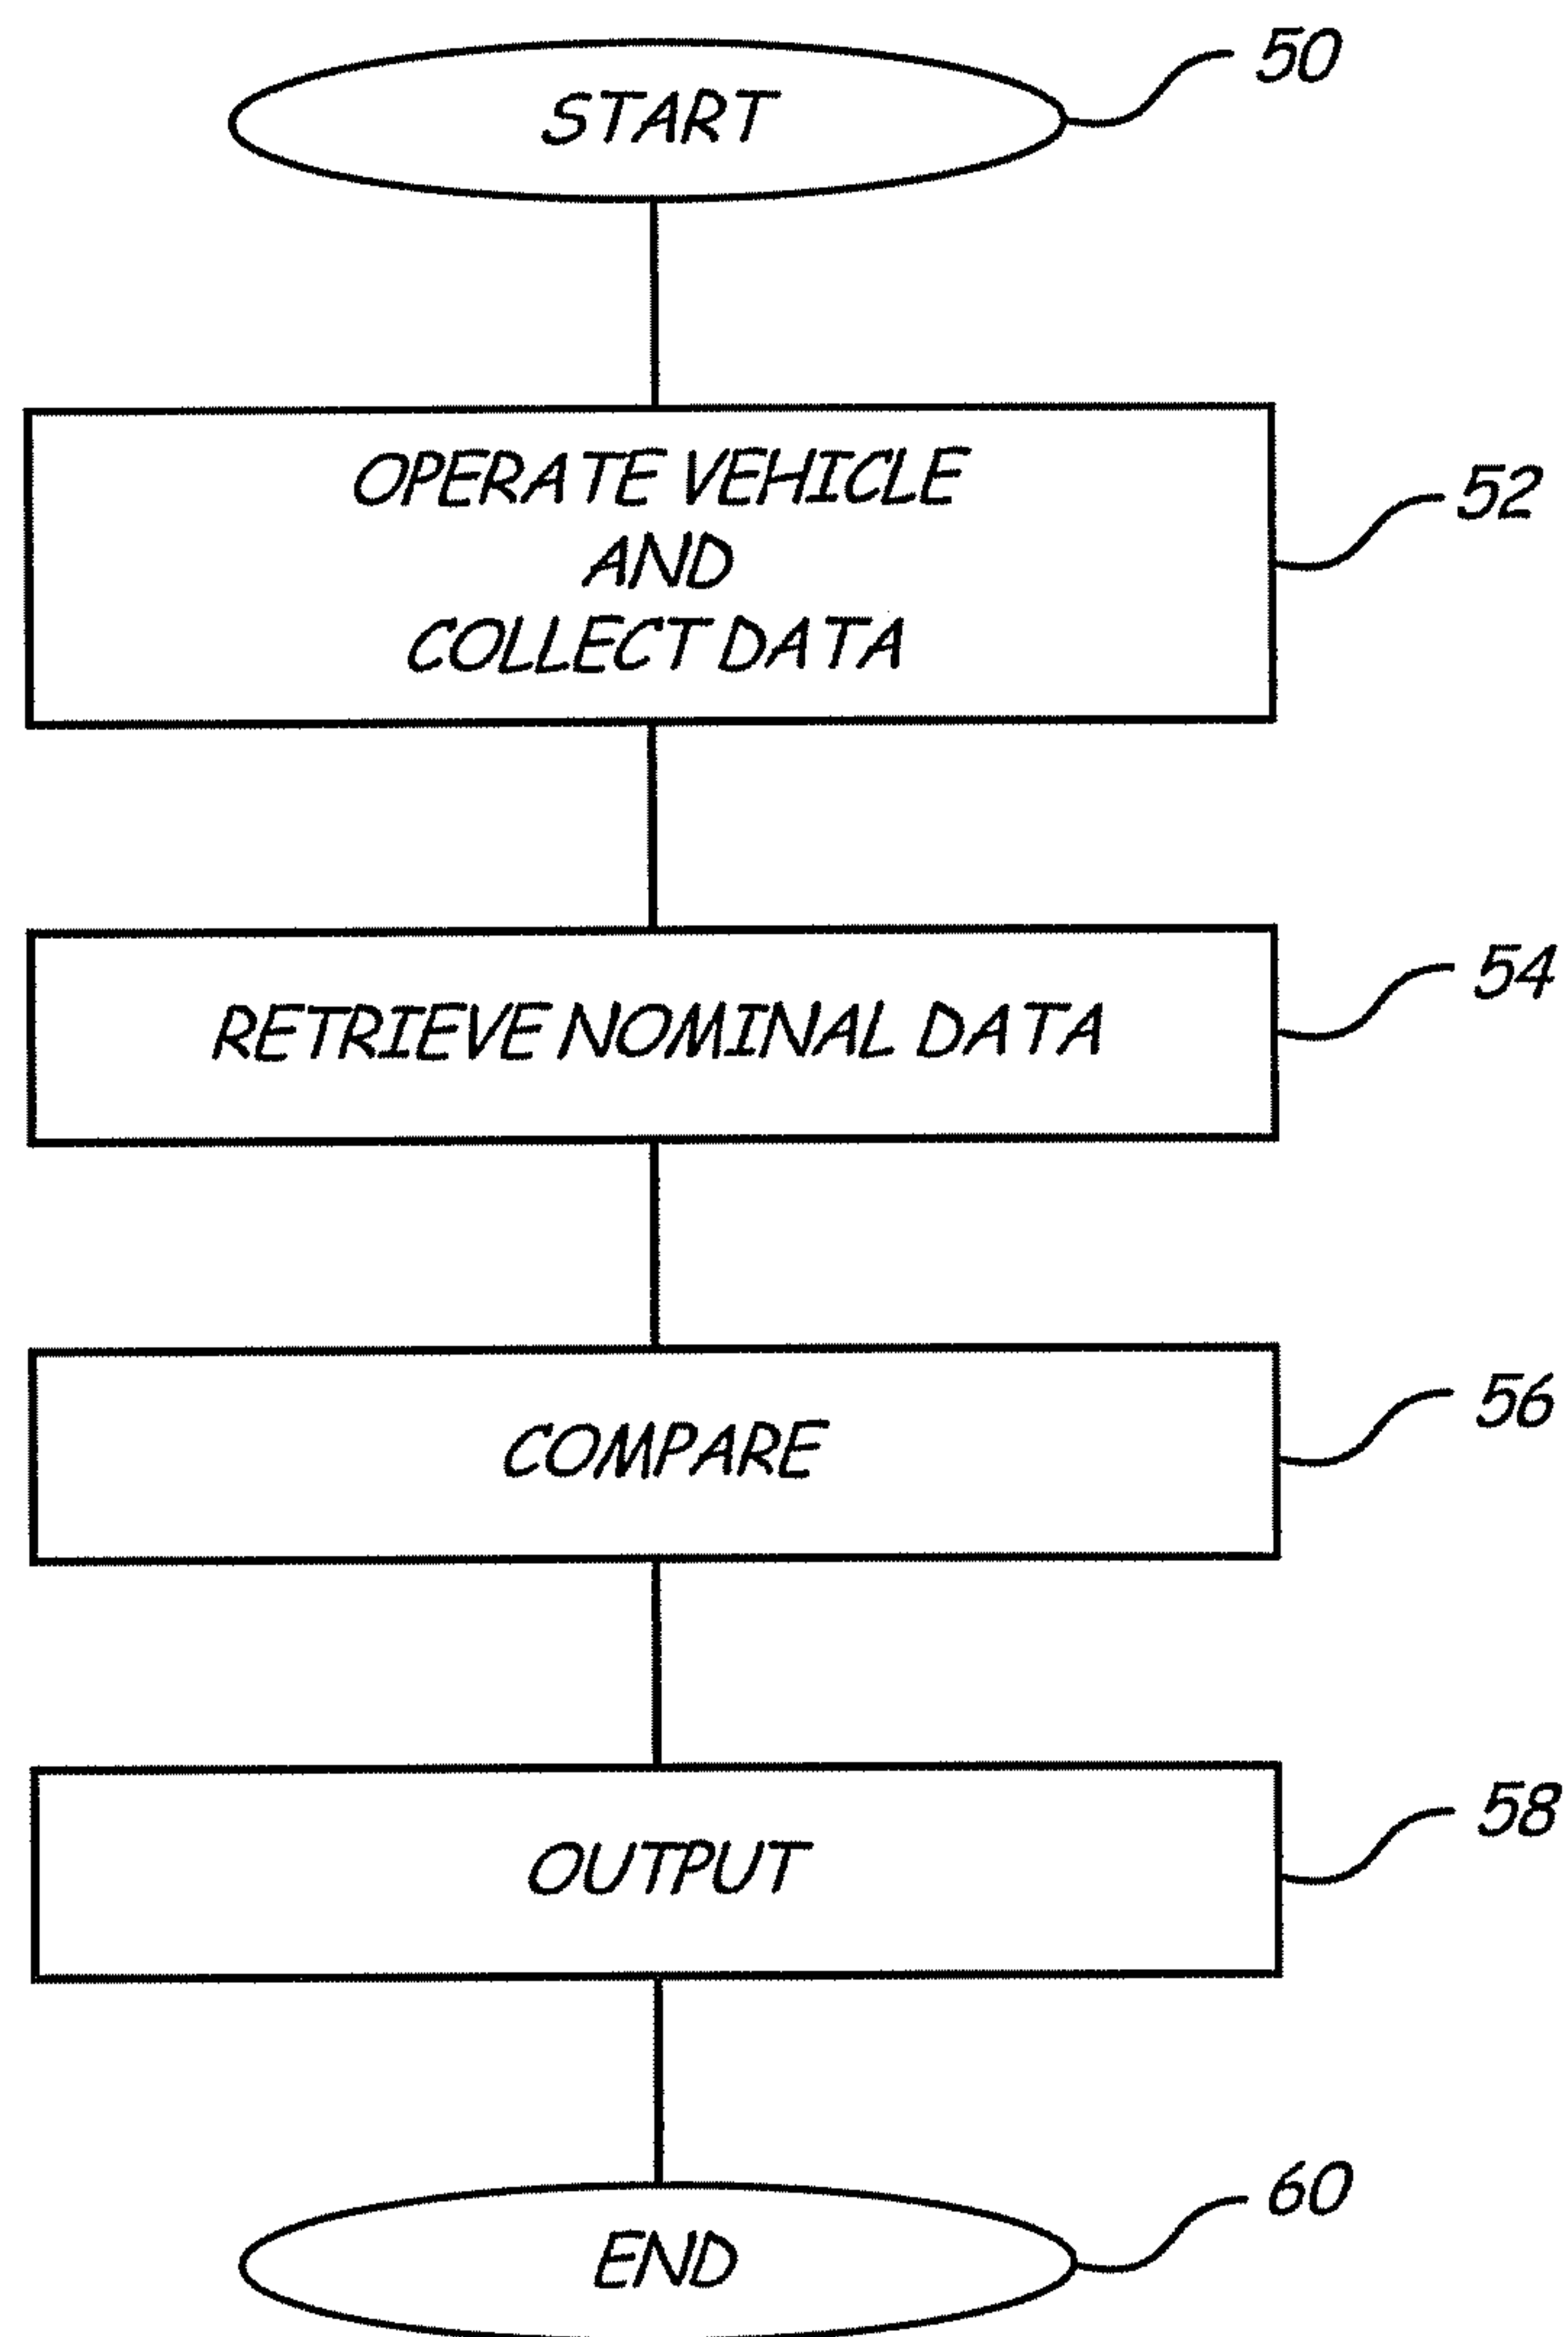 START
50
OPERATE VEHICLE
AND
COLLECT DATA
52
RETRIEVE NOMINAL DATA
54
COMPARE
56
OUTPUT
58
END
60